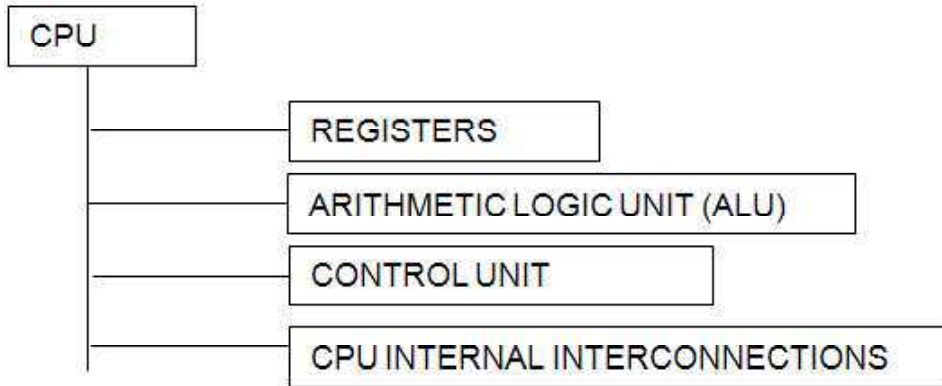 CPU
REGISTERS
ARITHMETIC LOGIC UNIT (ALU)
CONTROL UNIT
CPU INTERNAL INTERCONNECTIONS